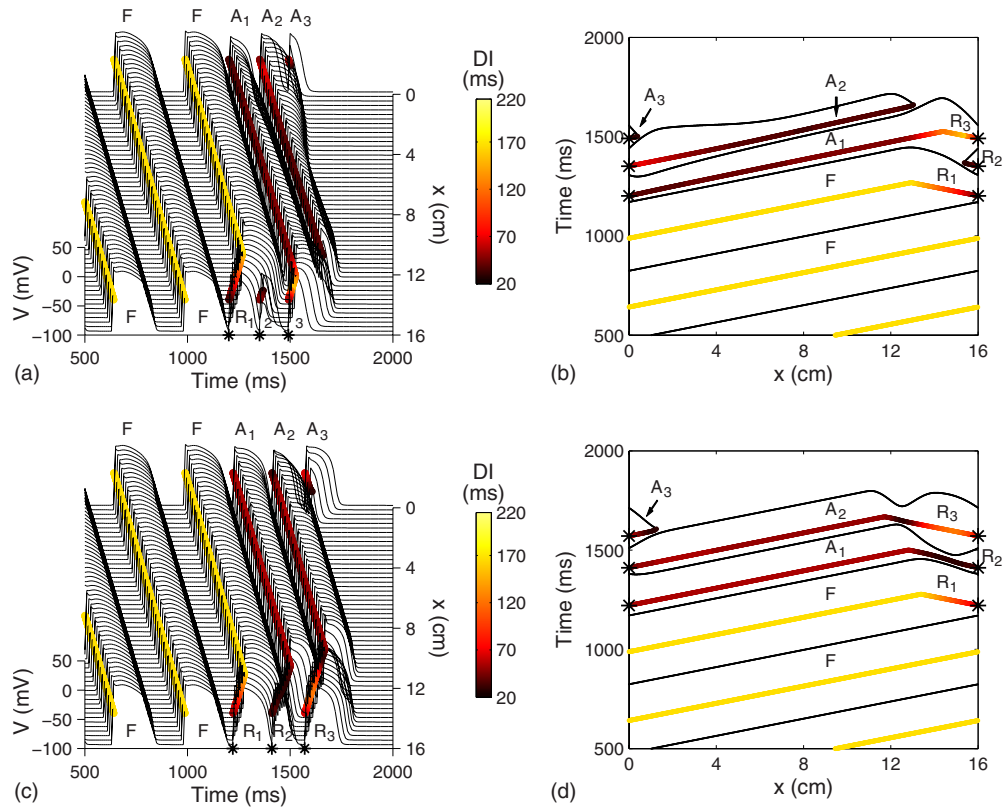 F F A1 A2 A3
DI
(ms)
220
170
120
70
20
0
4
8
12
16
x (cm)
50
0
−50
−100
V (mV)
F F R1 2 3
500 1000 1500 2000
Time (ms)
(a)
2000
1500
1000
500
Time (ms)
A3
A2
A1
R3
R2
R1
F
F
0 4 8 12 16
x (cm)
(b)
F F A1 A2 A3
DI
(ms)
220
170
120
70
20
0
4
8
12
16
x (cm)
50
0
−50
−100
V (mV)
F F R1 R2 R3
500 1000 1500 2000
Time (ms)
(c)
2000
1500
1000
500
Time (ms)
A3
A2
A1
R3
R2
R1
F
F
0 4 8 12 16
x (cm)
(d)